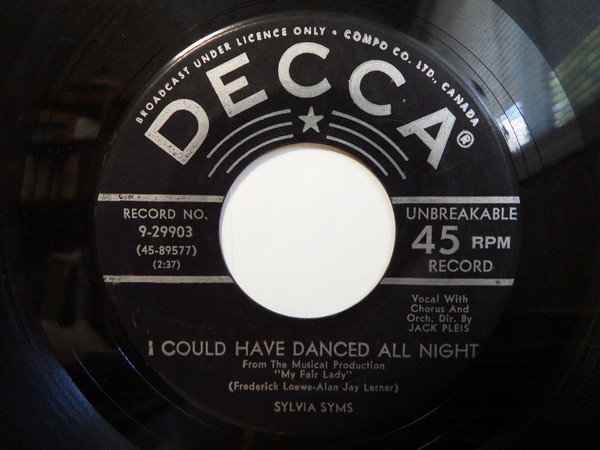 BROADCAST UNDER LICENCE ONLY • COMPO CO. LTD., CANADA
DECCA®
RECORD NO.
9-29903
(45-89577)
(2:37)
UNBREAKABLE
45 RPM
RECORD
Vocal With
Chorus And
Orch. Dir. By
JACK PLEIS
I COULD HAVE DANCED ALL NIGHT
From The Musical Production
"My Fair Lady"
(Frederick Loewe-Alan Jay Lerner)
SYLVIA SYMS